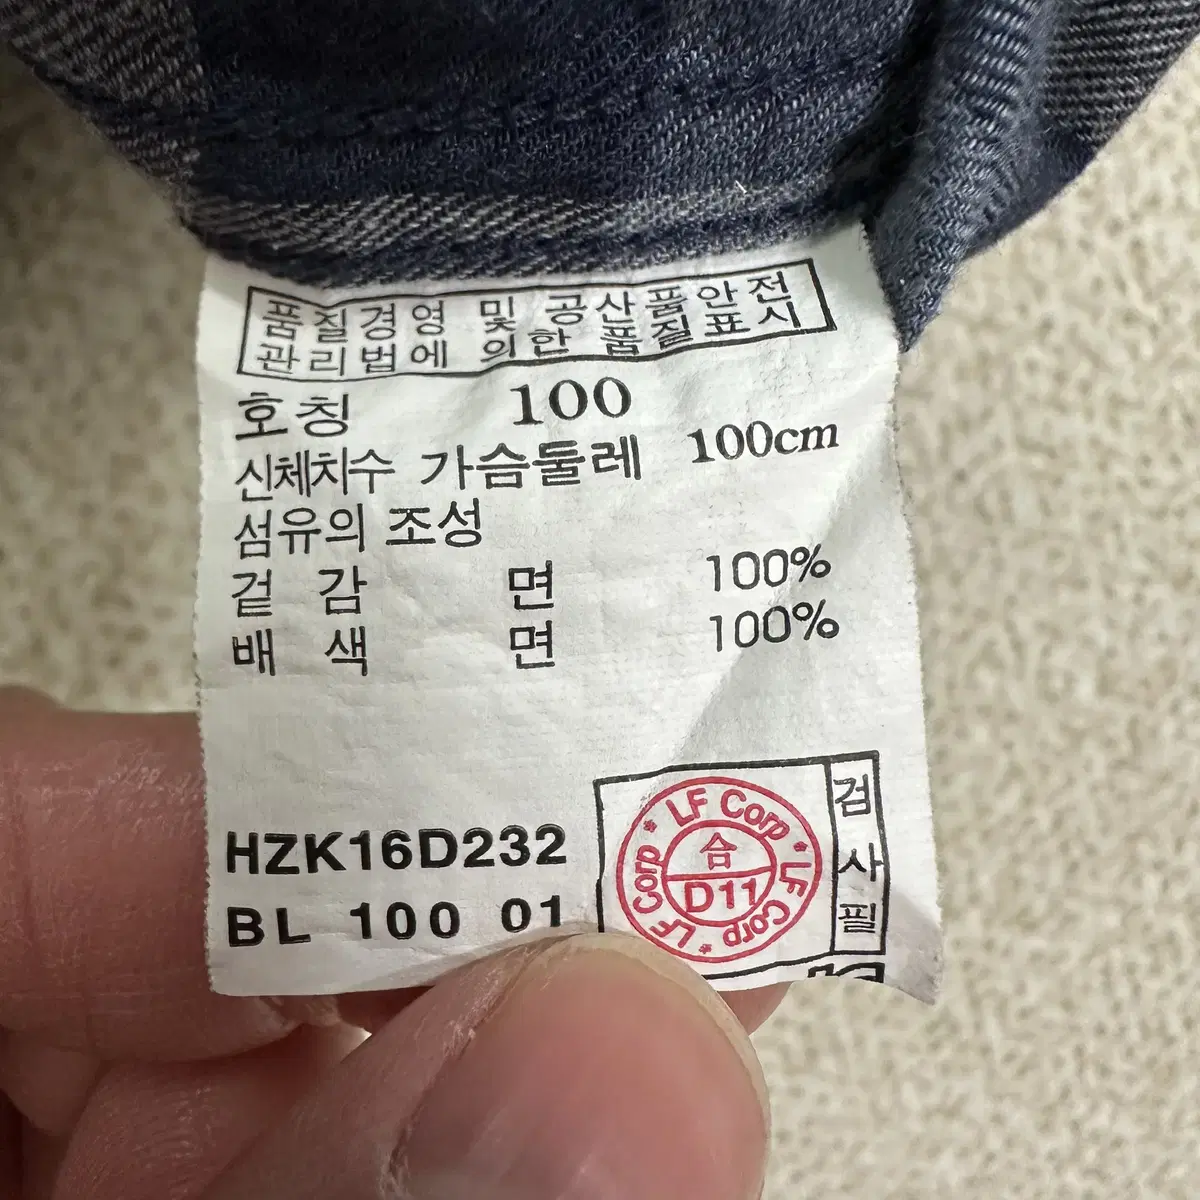 품질경영 및 공산품안전
관리법에 의한 품질표시
호칭 100
신체치수 가슴둘레 100cm
섬유의 조성
겉 감 면 100%
배 색 면 100%
HZK16D232
BL 100 01
LF Corp * LF Corp * LF Corp *
合
D11
검사필